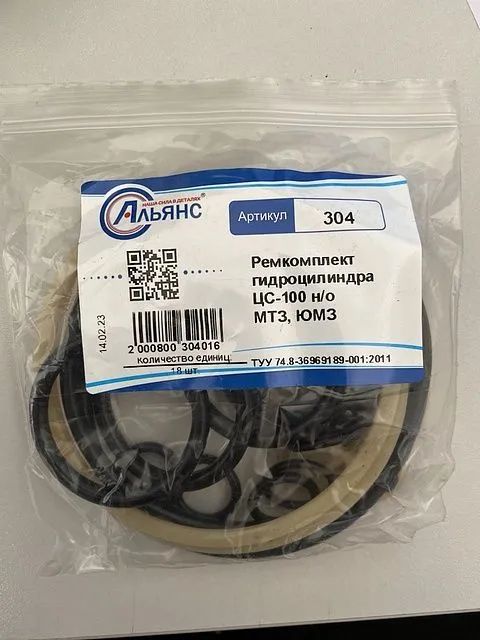 НАША СИЛА В ДЕТАЛЯХ
®
АЛЬЯНС
Артикул 304
Ремкомплект
гидроцилиндра
ЦС-100 н/о
МТЗ, ЮМЗ
14.02.23
2 000800 304016
Количество единиц:
18 шт.
ТУУ 74.8-36969189-001:2011